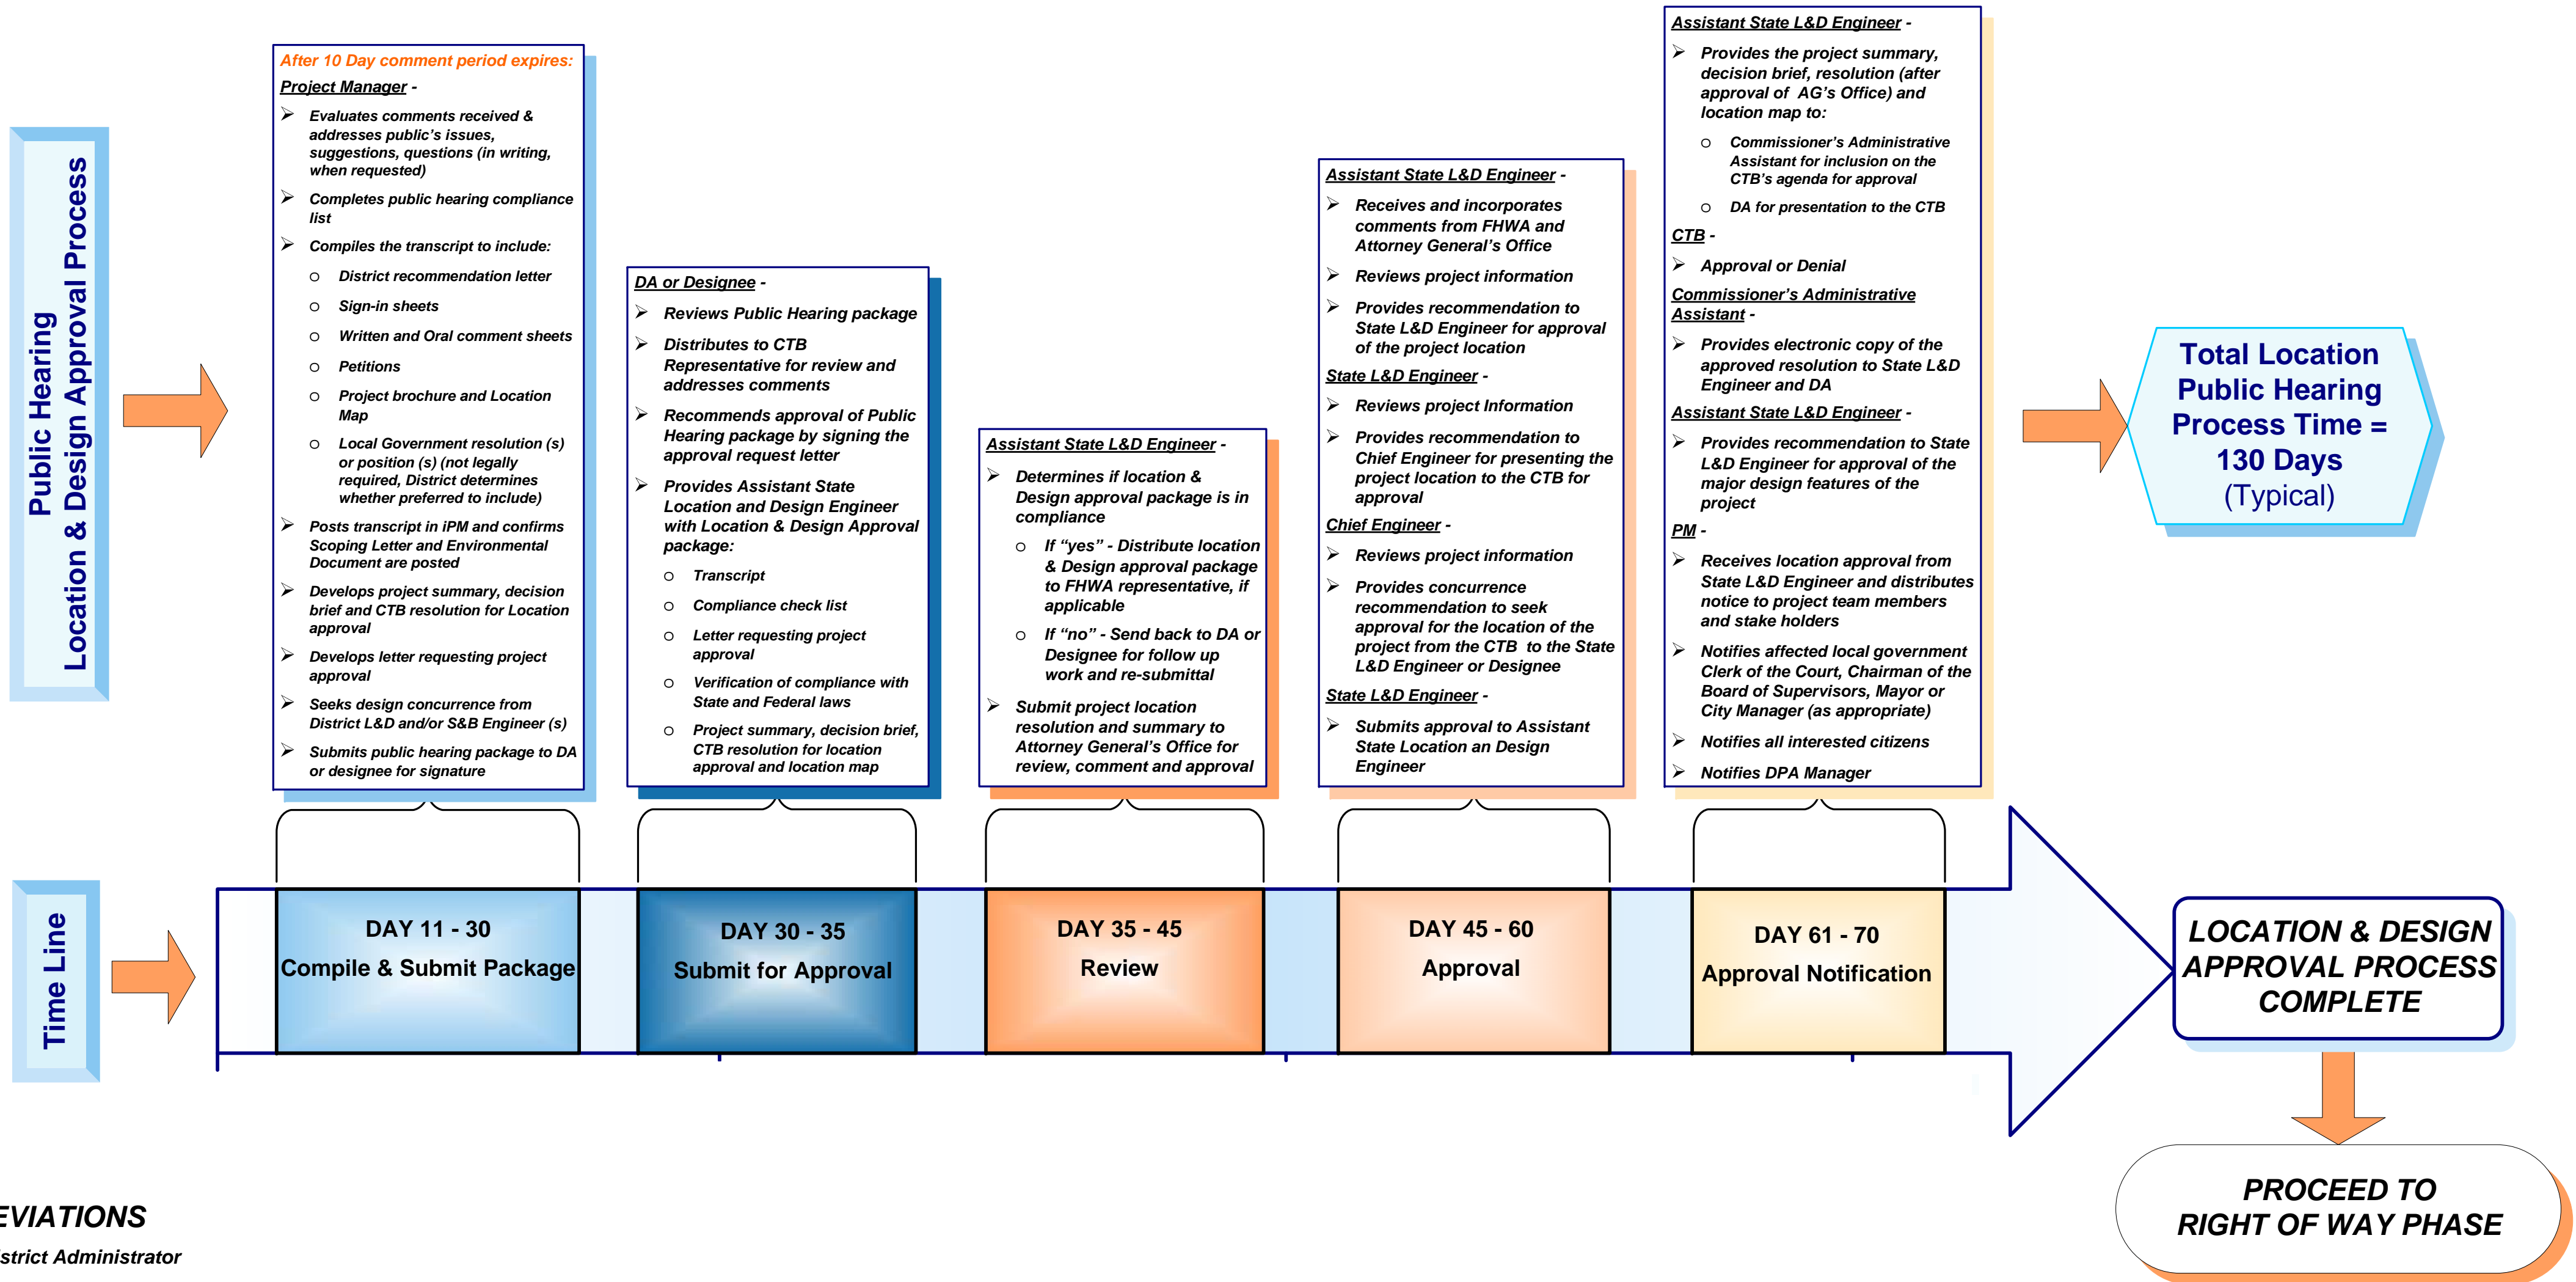 Public Hearing
Location & Design Approval Process
After 10 Day comment period expires:
Project Manager -
Evaluates comments received &
addresses public's issues,
suggestions, questions (in writing,
when requested)
Completes public hearing compliance
list
Compiles the transcript to include:
District recommendation letter
Sign-in sheets
Written and Oral comment sheets
Petitions
Project brochure and Location
Map
Local Government resolution (s)
or position (s) (not legally
required, District determines
whether preferred to include)
Posts transcript in iPM and confirms
Scoping Letter and Environmental
Document are posted
Develops project summary, decision
brief and CTB resolution for Location
approval
Develops letter requesting project
approval
Seeks design concurrence from
District L&D and/or S&B Engineer (s)
Submits public hearing package to DA
or designee for signature
DA or Designee -
Reviews Public Hearing package
Distributes to CTB
Representative for review and
addresses comments
Recommends approval of Public
Hearing package by signing the
approval request letter
Provides Assistant State
Location and Design Engineer
with Location & Design Approval
package:
Transcript
Compliance check list
Letter requesting project
approval
Verification of compliance with
State and Federal laws
Project summary, decision brief,
CTB resolution for location
approval and location map
Assistant State L&D Engineer -
Determines if location &
Design approval package is in
compliance
If "yes" - Distribute location
& Design approval package
to FHWA representative, if
applicable
If "no" - Send back to DA or
Designee for follow up
work and re-submittal
Submit project location
resolution and summary to
Attorney General's Office for
review, comment and approval
Assistant State L&D Engineer -
Receives and incorporates
comments from FHWA and
Attorney General's Office
Reviews project information
Provides recommendation to
State L&D Engineer for approval
of the project location
State L&D Engineer -
Reviews project Information
Provides recommendation to
Chief Engineer for presenting the
project location to the CTB for
approval
Chief Engineer -
Reviews project information
Provides concurrence
recommendation to seek
approval for the location of the
project from the CTB to the State
L&D Engineer or Designee
State L&D Engineer -
Submits approval to Assistant
State Location an Design
Engineer
Assistant State L&D Engineer -
Provides the project summary,
decision brief, resolution (after
approval of AG's Office) and
location map to:
Commissioner's Administrative
Assistant for inclusion on the
CTB's agenda for approval
DA for presentation to the CTB
CTB -
Approval or Denial
Commissioner's Administrative
Assistant -
Provides electronic copy of the
approved resolution to State L&D
Engineer and DA
Assistant State L&D Engineer -
Provides recommendation to State
L&D Engineer for approval of the
major design features of the
project
PM -
Receives location approval from
State L&D Engineer and distributes
notice to project team members
and stake holders
Notifies affected local government
Clerk of the Court, Chairman of the
Board of Supervisors, Mayor or
City Manager (as appropriate)
Notifies all interested citizens
Notifies DPA Manager
Total Location
Public Hearing
Process Time =
130 Days
(Typical)
Time Line
DAY 11 - 30
Compile & Submit Package
DAY 30 - 35
Submit for Approval
DAY 35 - 45
Review
DAY 45 - 60
Approval
DAY 61 - 70
Approval Notification
LOCATION & DESIGN
APPROVAL PROCESS
COMPLETE
PROCEED TO
RIGHT OF WAY PHASE
EVIATIONS
strict Administrator